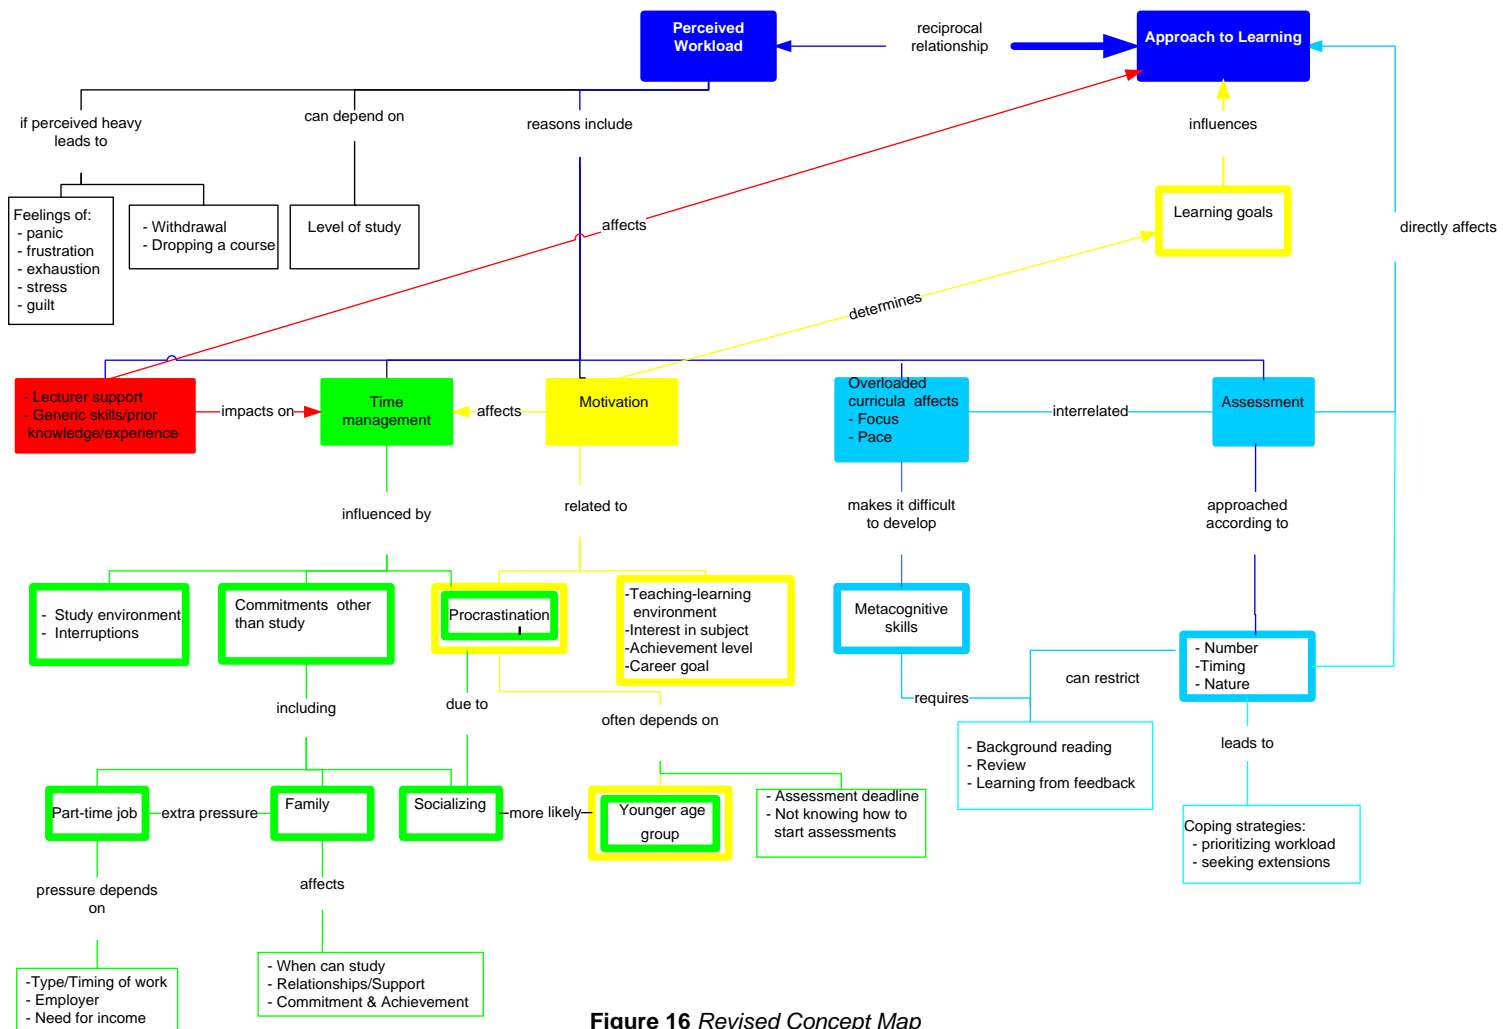 Perceived
Workload
reciprocal
relationship
Approach to Learning
if perceived heavy
leads to
can depend on
reasons include
influences
Feelings of:
- panic
- frustration
- exhaustion
- stress
- guilt
- Withdrawal
- Dropping a course
Level of study
affects
Learning goals
directly affects
determines
- Lecturer support
- Generic skills/prior
knowledge/experience
impacts on
Time
management
affects
Motivation
Overloaded
curricula affects
- Focus
- Pace
interrelated
Assessment
influenced by
related to
makes it difficult
to develop
approached
according to
- Study environment
- Interruptions
Commitments other
than study
Procrastination
-Teaching-learning
environment
-Interest in subject
-Achievement level
-Career goal
Metacognitive
skills
- Number
-Timing
- Nature
including
due to
often depends on
requires
can restrict
leads to
- Background reading
- Review
- Learning from feedback
Part-time job
extra pressure
Family
Socializing
more likely
Younger age
group
- Assessment deadline
- Not knowing how to
start assessments
Coping strategies:
- prioritizing workload
- seeking extensions
pressure depends
on
affects
-Type/Timing of work
- Employer
- Need for income
- When can study
- Relationships/Support
- Commitment & Achievement
Figure 16 Revised Concept Map